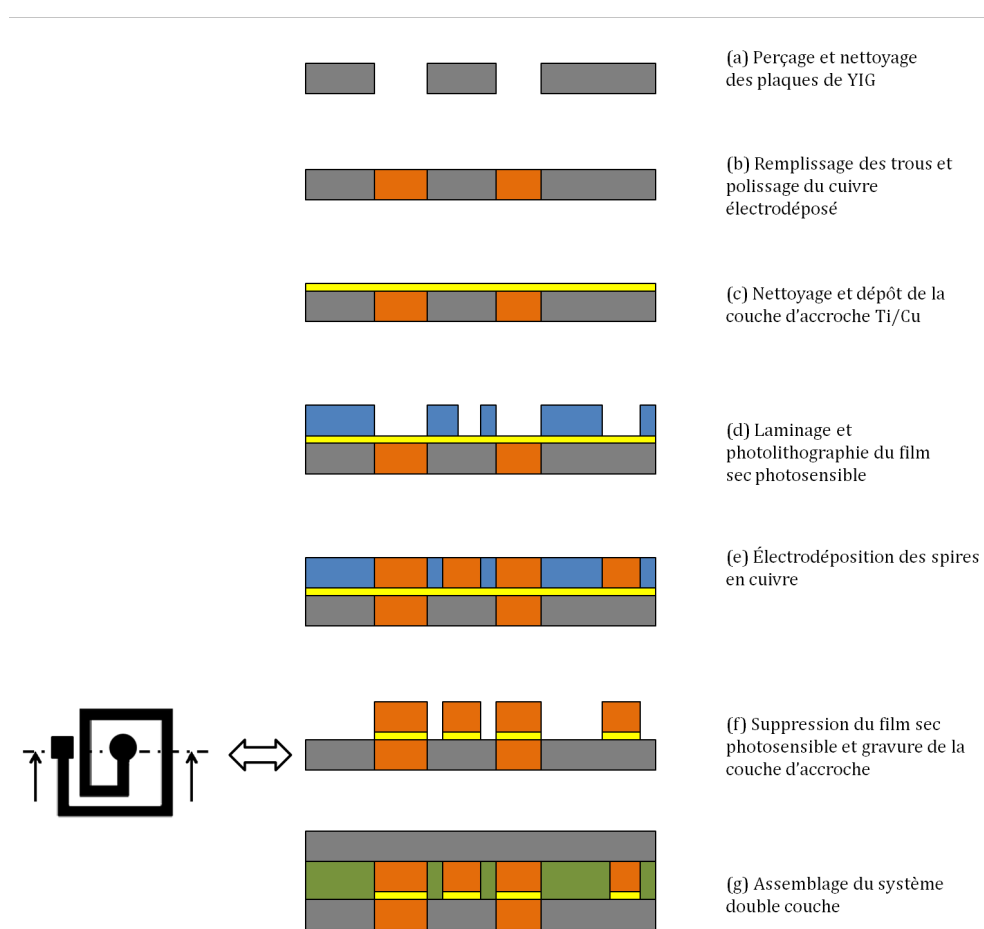 (a) Perçage et nettoyage
des plaques de YIG
(b) Remplissage des trous et
polissage du cuivre
électrodéposé
(c) Nettoyage et dépôt de la
couche d'accroche Ti/Cu
(d) Laminage et
photolithographie du film
sec photosensible
(e) Électrodéposition des spires
en cuivre
(f) Suppression du film sec
photosensible et gravure de la
couche d'accroche
(g) Assemblage du système
double couche